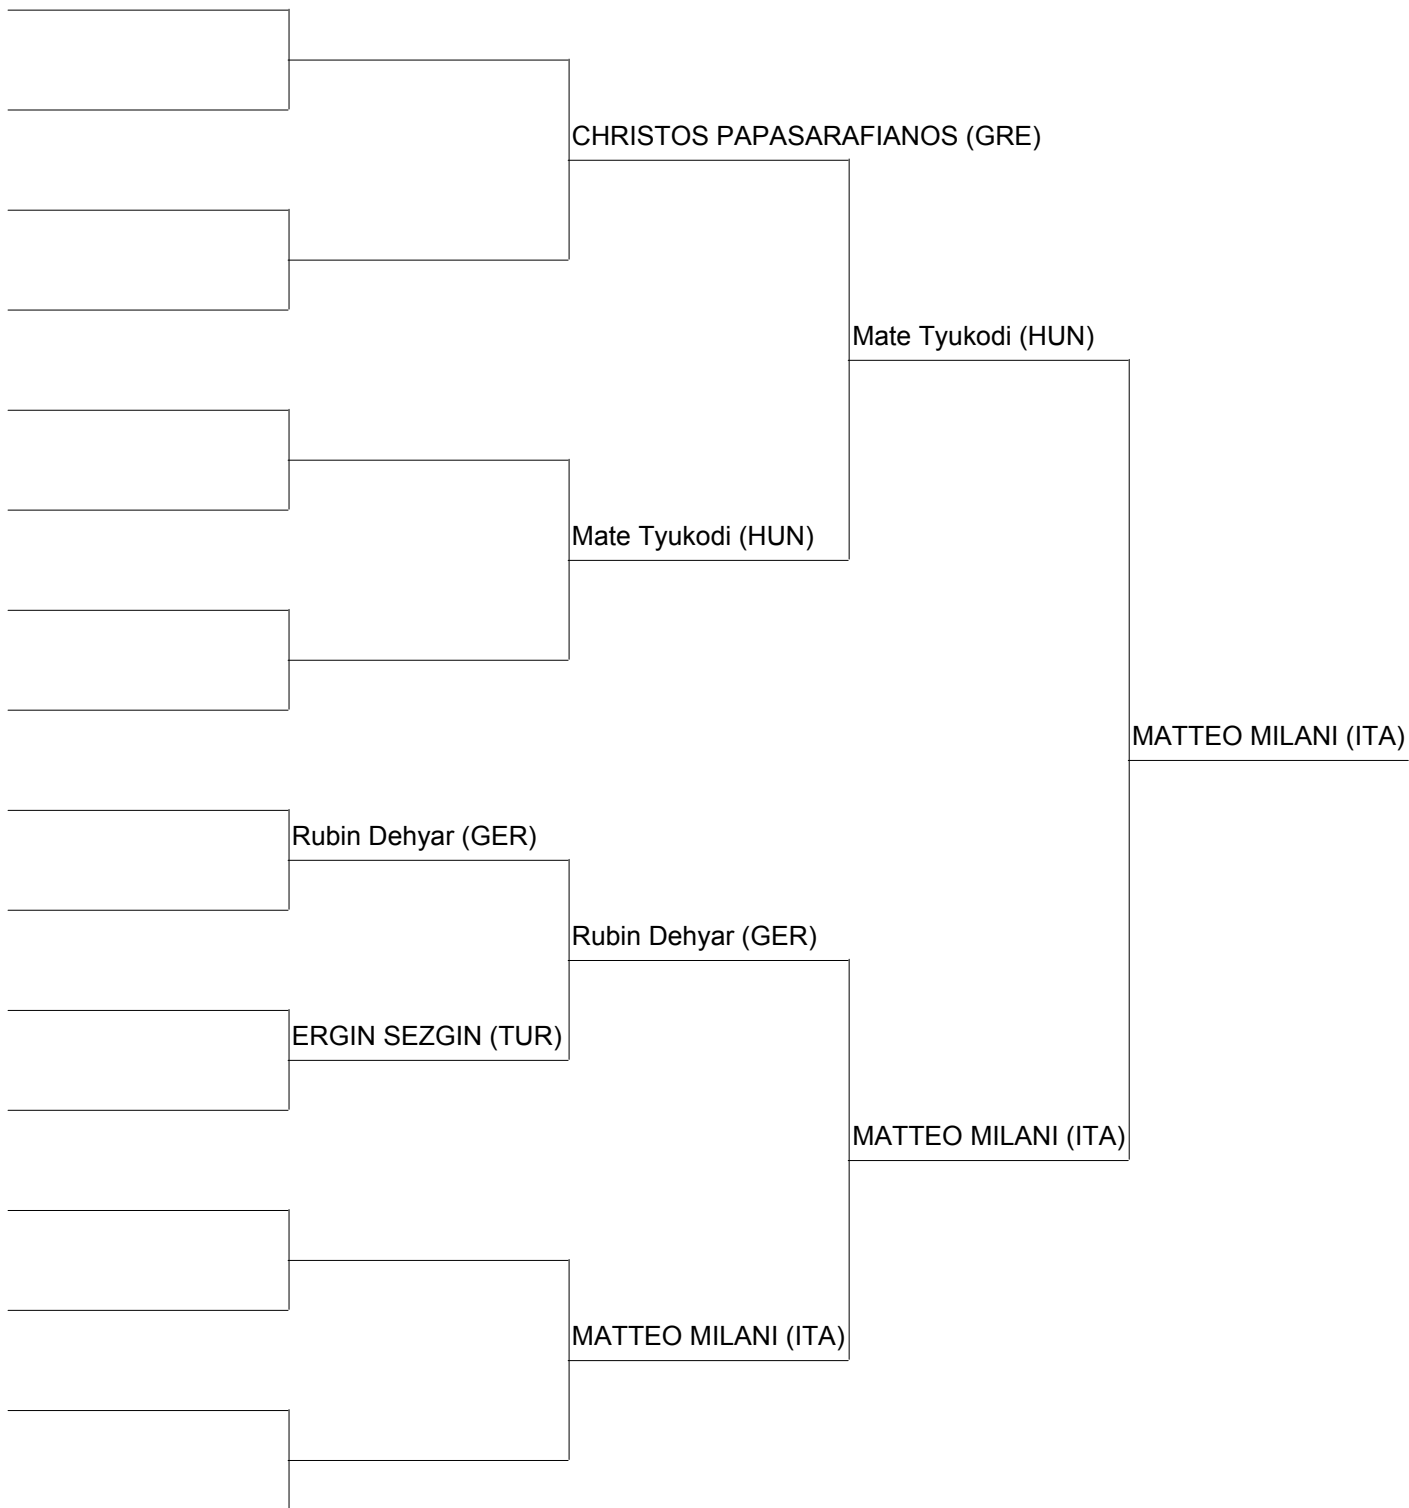 CHRISTOS PAPASARAFIANOS (GRE)
Mate Tyukodi (HUN)
Mate Tyukodi (HUN)
MATTEO MILANI (ITA)
Rubin Dehyar (GER)
Rubin Dehyar (GER)
ERGIN SEZGIN (TUR)
MATTEO MILANI (ITA)
MATTEO MILANI (ITA)